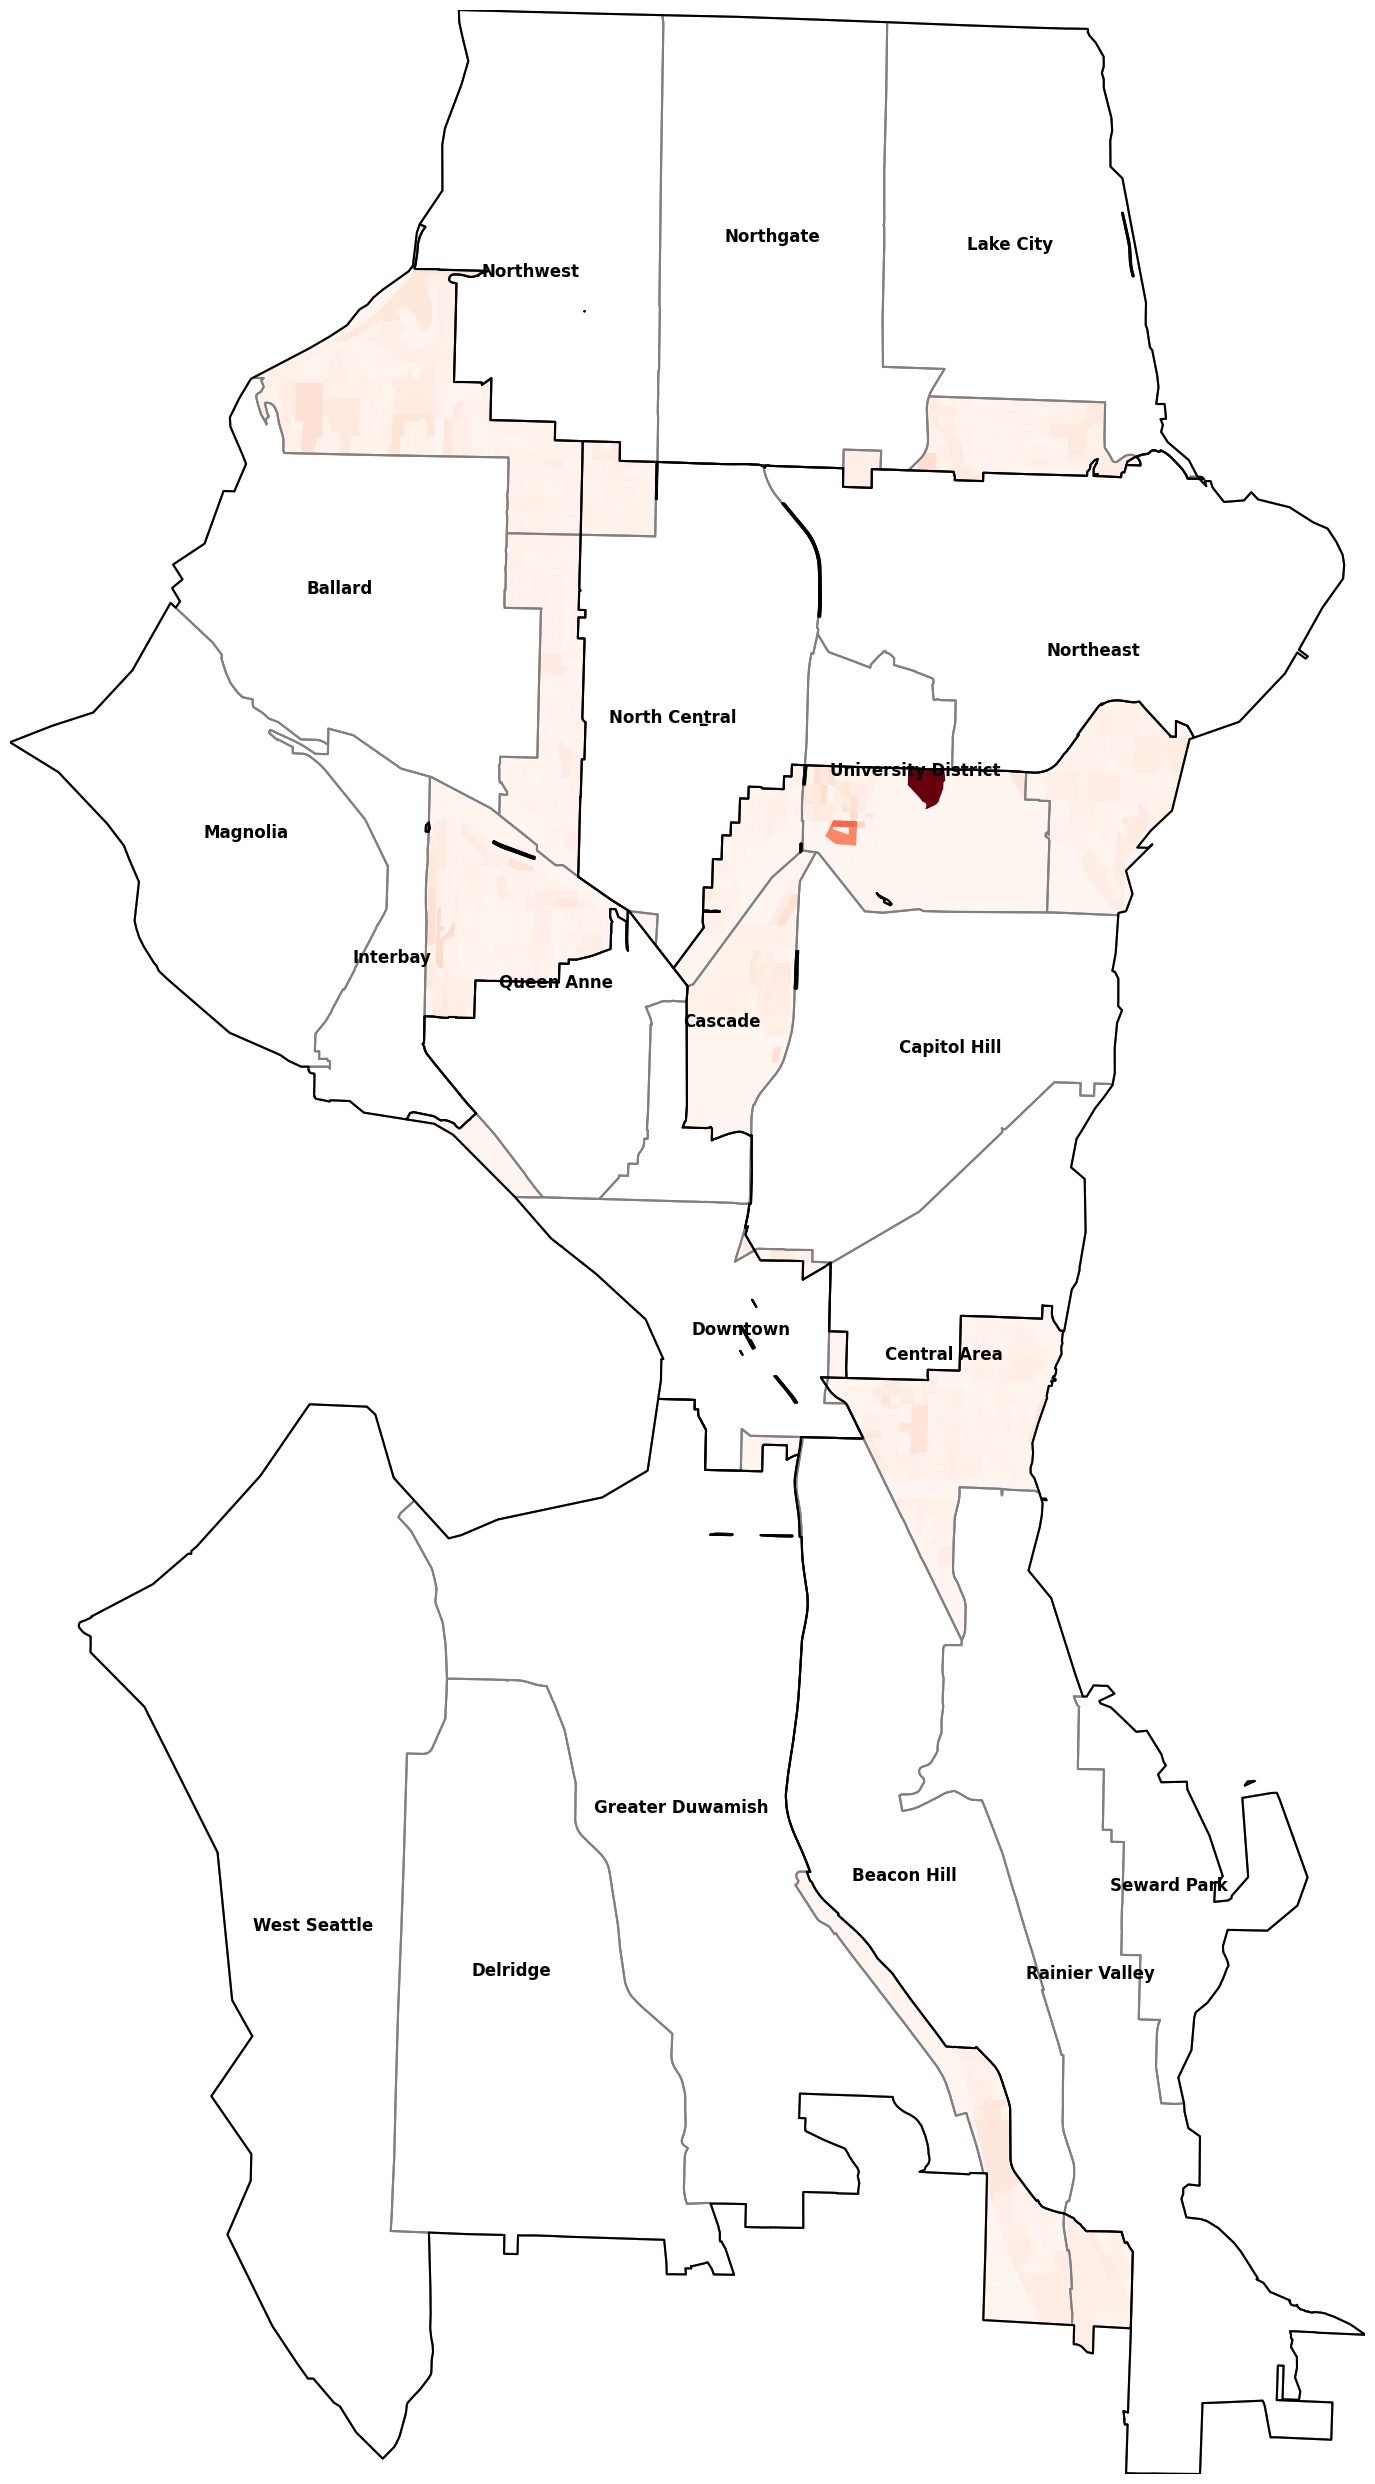 Northgate
Lake City
Northwest
Ballard
Northeast
North Central
University District
Magnolia
Interbay
Queen Anne
Cascade
Capitol Hill
Downtown
Central Area
Greater Duwamish
Beacon Hill
Seward Park
West Seattle
Delridge
Rainier Valley